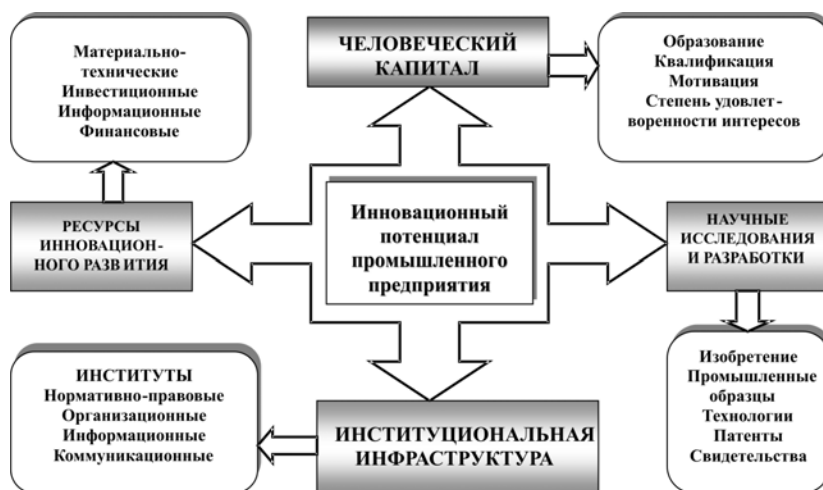 Материально-
технические
Инвестиционные
Информационные
Финансовые
ЧЕЛОВЕЧЕСКИЙ
КАПИТАЛ
Образование
Квалификация
Мотивация
Степень удовлет-
воренности интересов
РЕСУРСЫ
ИННОВАЦИОН-
НОГО РАЗВИТИЯ
Инновационный
потенциал
промышленного
предприятия
НАУЧНЫЕ
ИССЛЕДОВАНИЯ
И РАЗРАБОТКИ
ИНСТИТУТЫ
Нормативно-правовые
Организационные
Информационные
Коммуникационные
ИНСТИТУЦИОНАЛЬНАЯ
ИНФРАСТРУКТУРА
Изобретение
Промышленные
образцы
Технологии
Патенты
Свидетельства